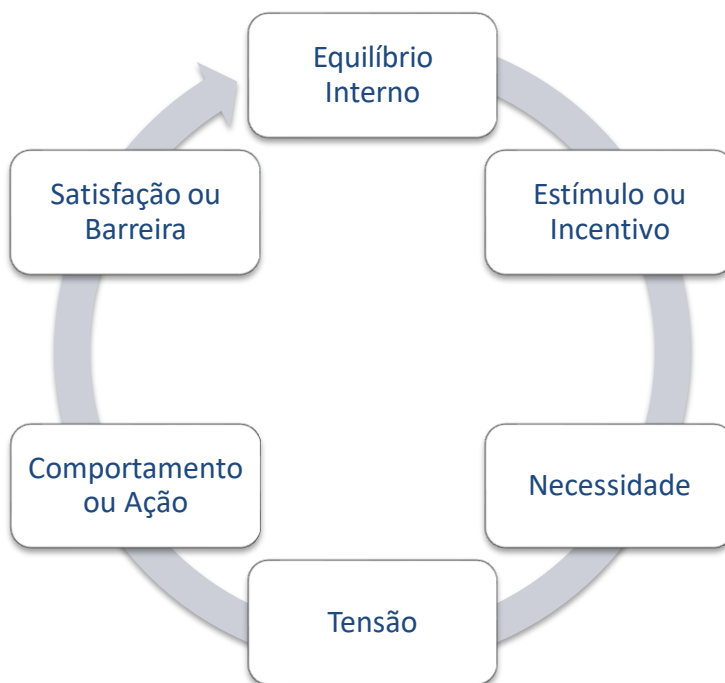 Equilíbrio
Interno
Estímulo ou
Incentivo
Necessidade
Tensão
Comportamento
ou Ação
Satisfação ou
Barreira